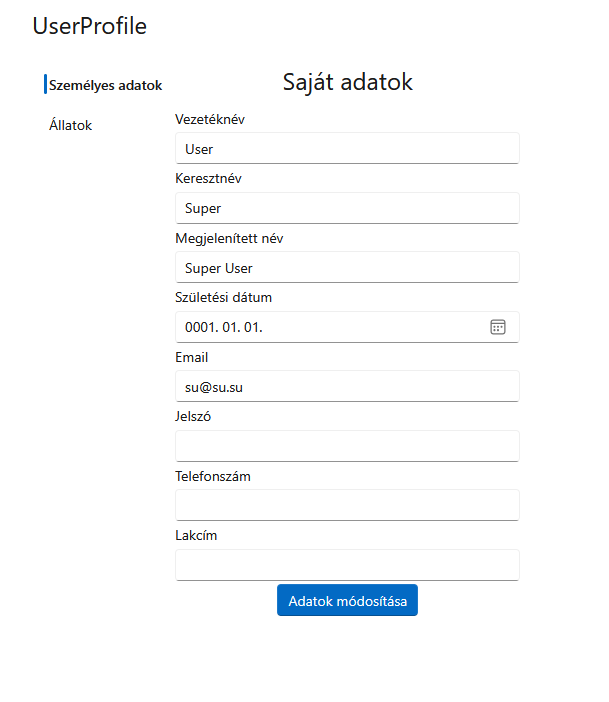 UserProfile
Személyes adatok
Állatok
Saját adatok
Vezetéknév
User
Keresztnév
Super
Megjelenített név
Super User
Születési dátum
0001. 01. 01.
Email
su@su.su
Jelszó
Telefonszám
Lakcím
Adatok módosítása